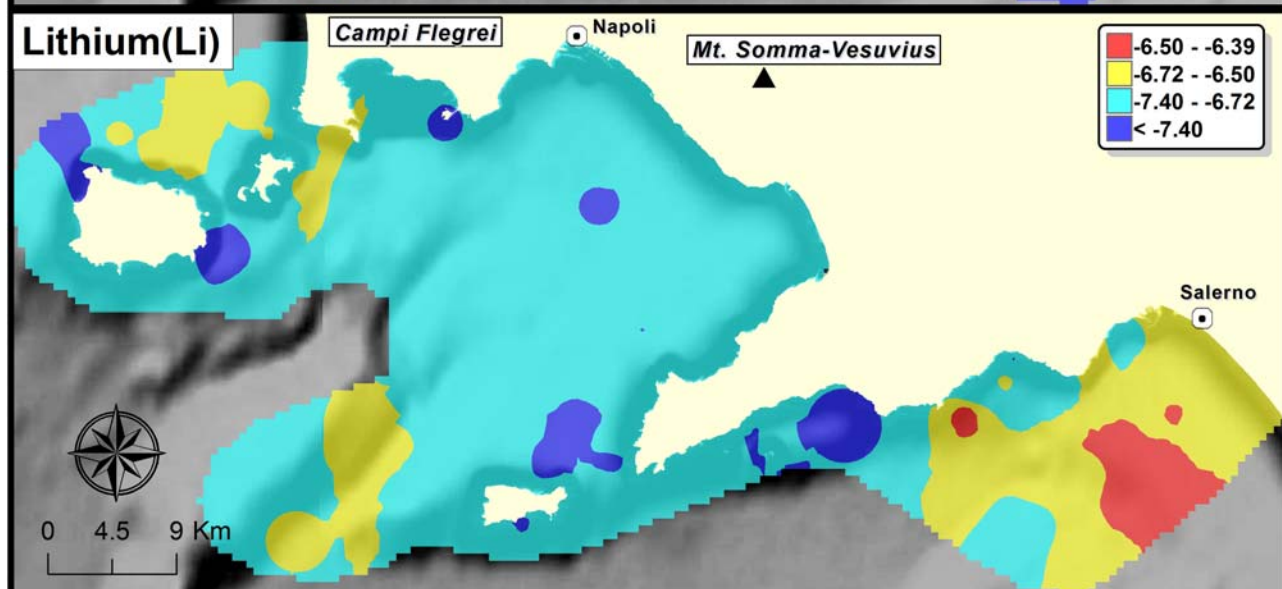 Lithium(Li)
Campi Flegrei
Napoli
Mt. Somma-Vesuvius
-6.50 - -6.39
-6.72 - -6.50
-7.40 - -6.72
< -7.40
Salerno
0 4.5 9 Km